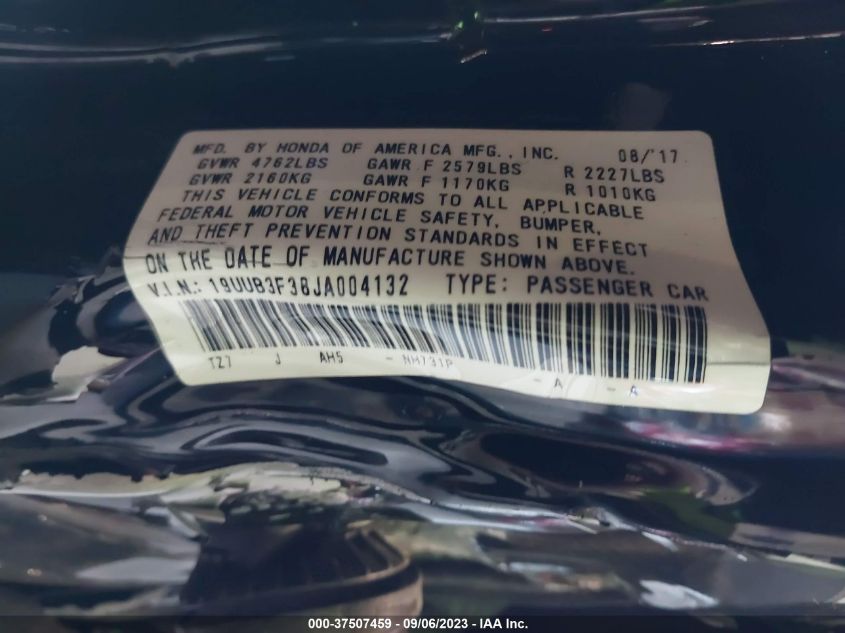 MFD. BY HONDA OF AMERICA MFG., INC. 08/'17
GVWR 4762LBS GAWR F 2579LBS R 2227LBS
GVWR 2160KG GAWR F 1170KG R 1010KG
THIS VEHICLE CONFORMS TO ALL APPLICABLE
FEDERAL MOTOR VEHICLE SAFETY, BUMPER,
AND THEFT PREVENTION STANDARDS IN EFFECT
ON THE DATE OF MANUFACTURE SHOWN ABOVE.
V.I.N.: 19UUB3F38JA004132 TYPE: PASSENGER CAR
TZ7 J AH5 - NH731P - A - A
000-37507459 - 09/06/2023 - IAA Inc.